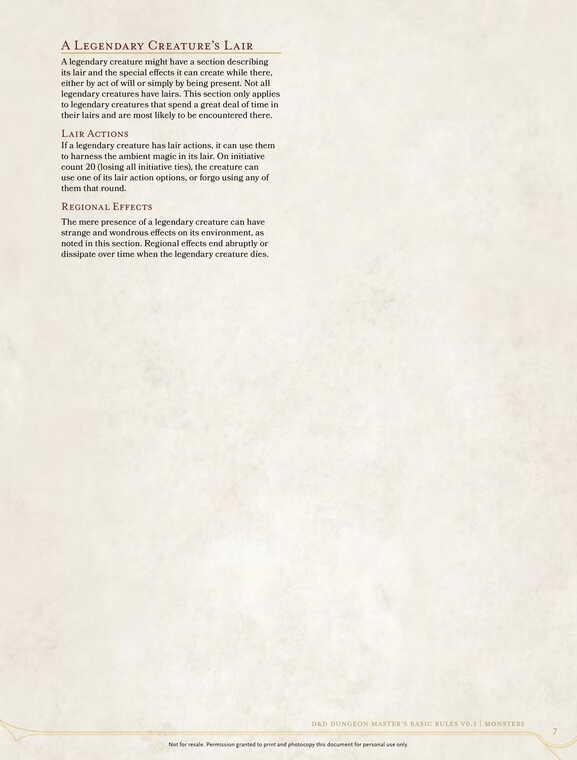 A Legendary Creature's Lair
A legendary creature might have a section describing
its lair and the special effects it can create while there,
either by act of will or simply by being present. Not all
legendary creatures have lairs. This section only applies
to legendary creatures that spend a great deal of time in
their lairs and are most likely to be encountered there.
Lair Actions
If a legendary creature has lair actions, it can use them
to harness the ambient magic in its lair. On initiative
count 20 (losing all initiative ties), the creature can
use one of its lair action options, or forgo using any of
them that round.
Regional Effects
The mere presence of a legendary creature can have
strange and wondrous effects on its environment, as
noted in this section. Regional effects end abruptly or
dissipate over time when the legendary creature dies.
D&D Dungeon Master's Basic Rules v0.3 | Monsters
7
Not for resale. Permission granted to print and photocopy this document for personal use only.